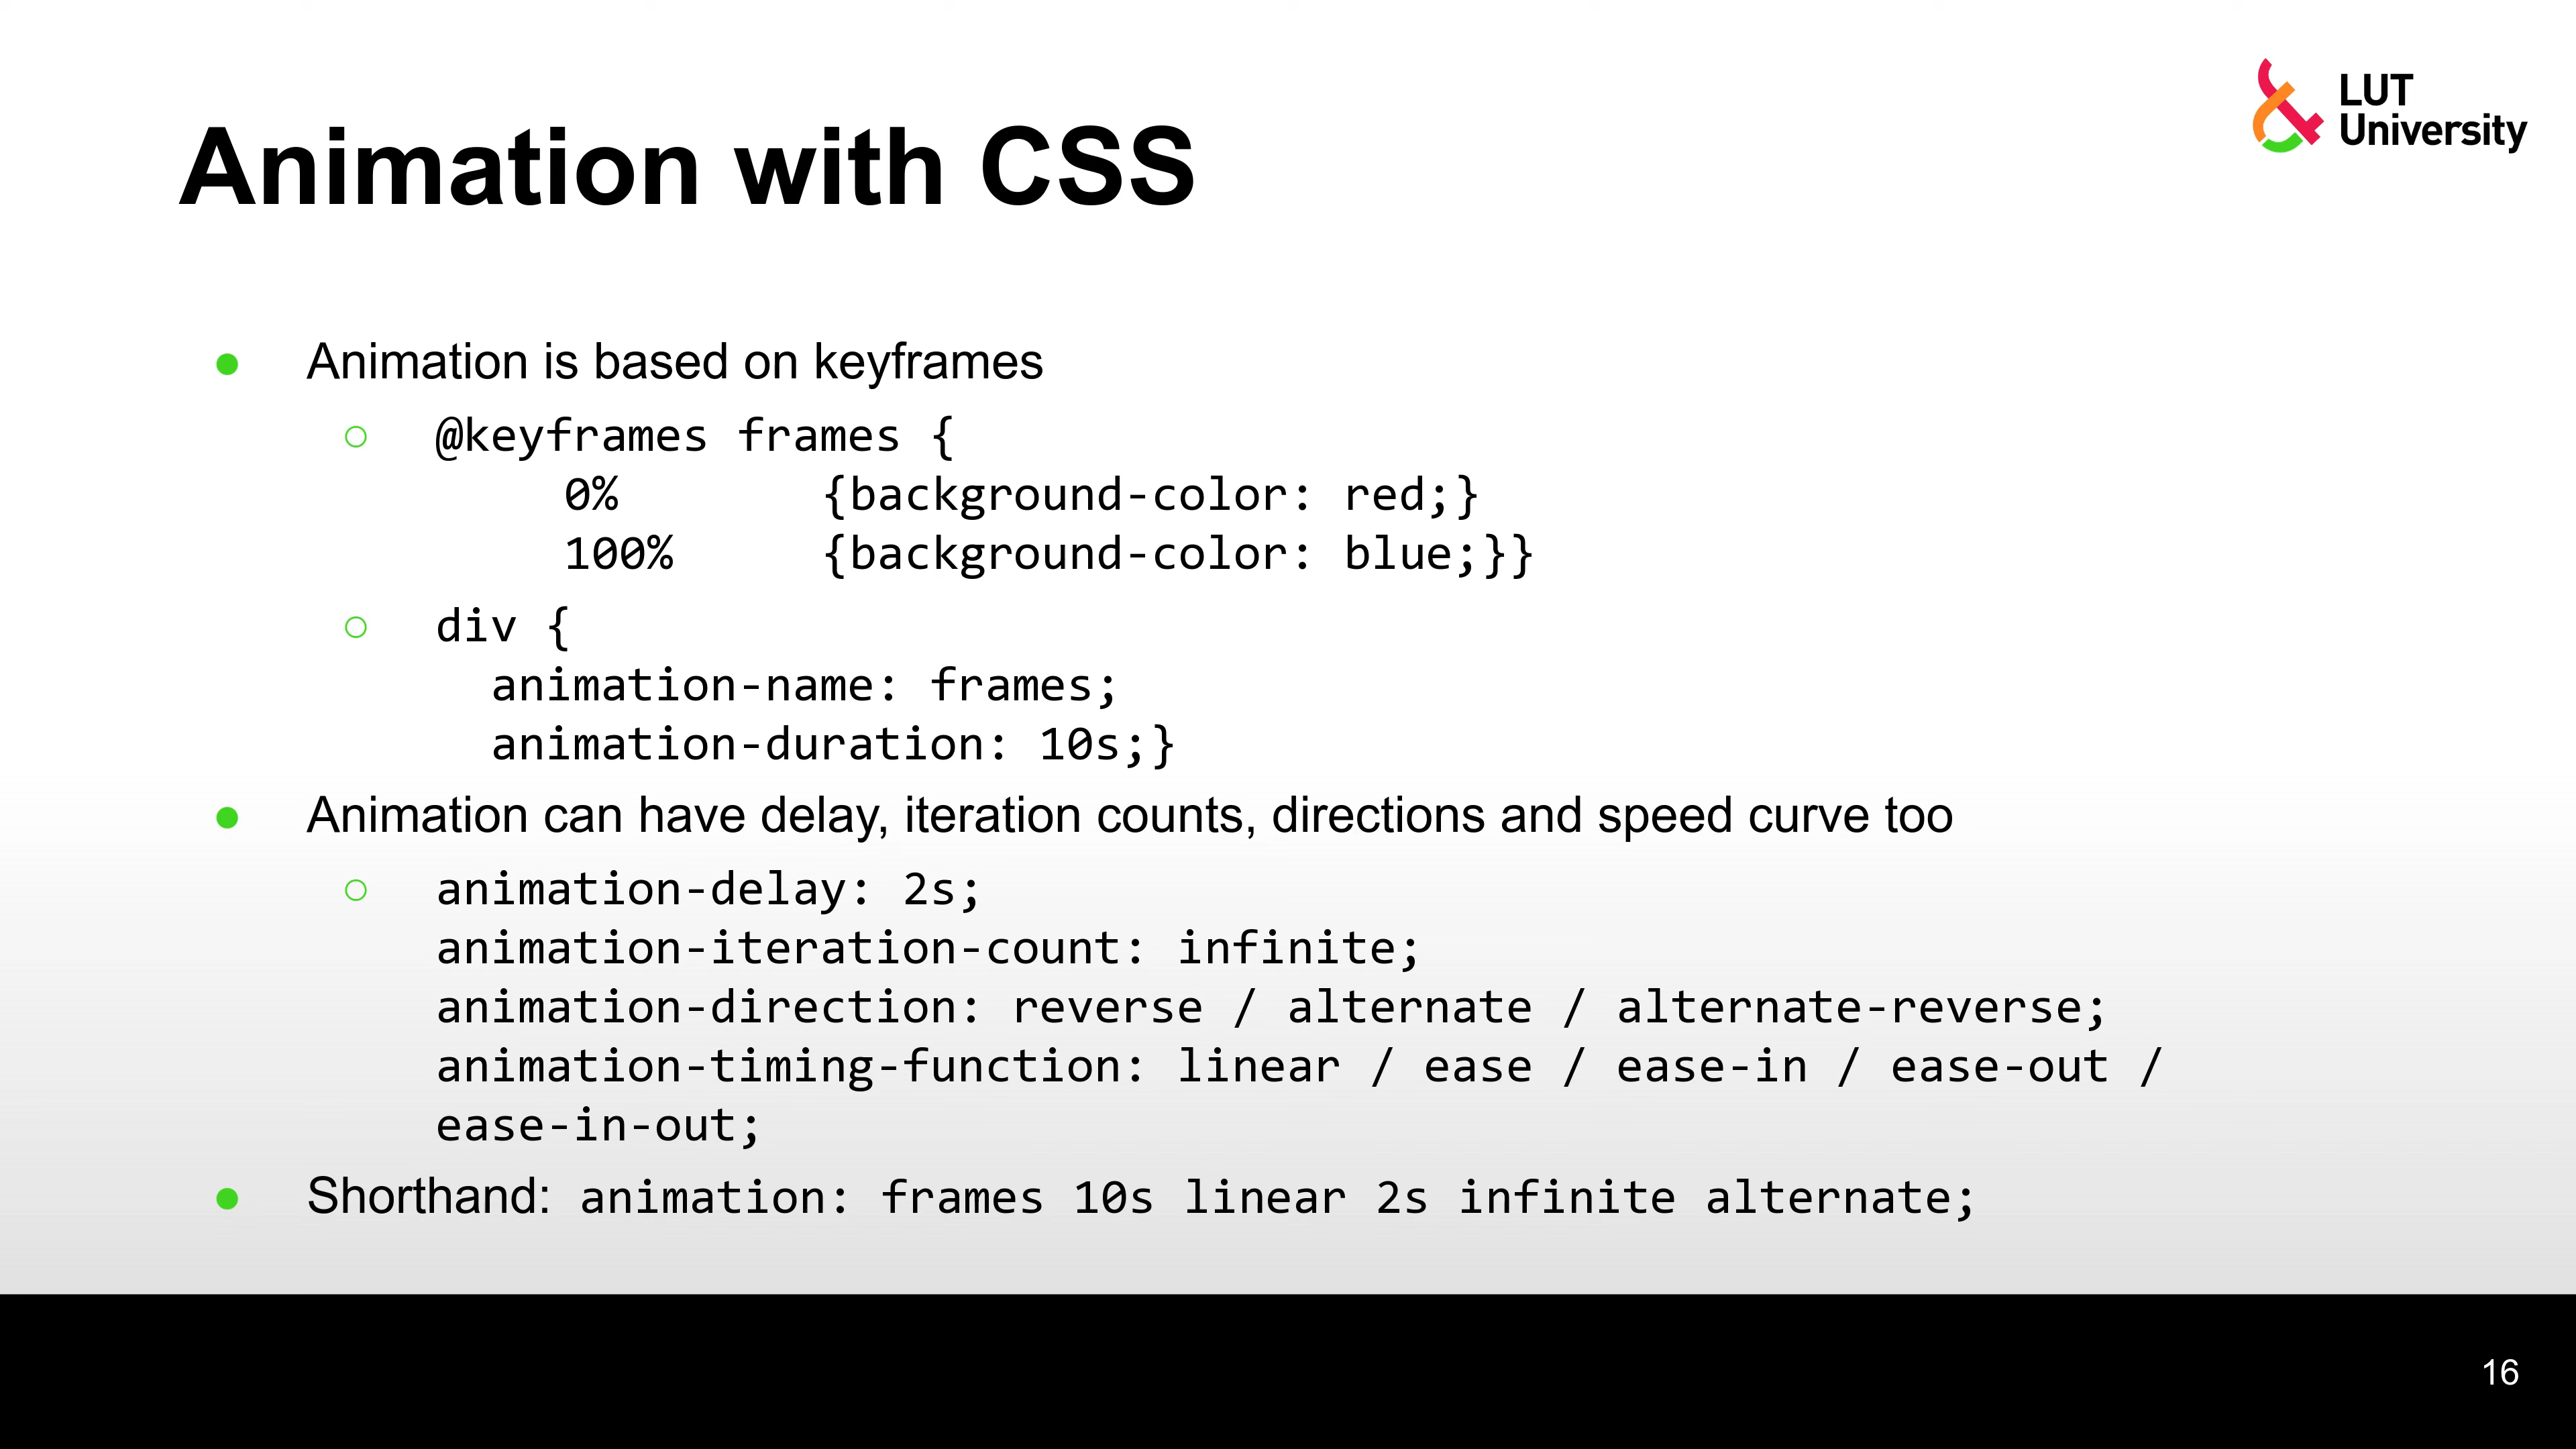 LUT
University
Animation with CSS
● Animation is based on keyframes
○ @keyframes frames {
0% {background-color: red;}
100% {background-color: blue;}}
○ div {
animation-name: frames;
animation-duration: 10s;}
● Animation can have delay, iteration counts, directions and speed curve too
○ animation-delay: 2s;
animation-iteration-count: infinite;
animation-direction: reverse / alternate / alternate-reverse;
animation-timing-function: linear / ease / ease-in / ease-out /
ease-in-out;
● Shorthand: animation: frames 10s linear 2s infinite alternate;
16